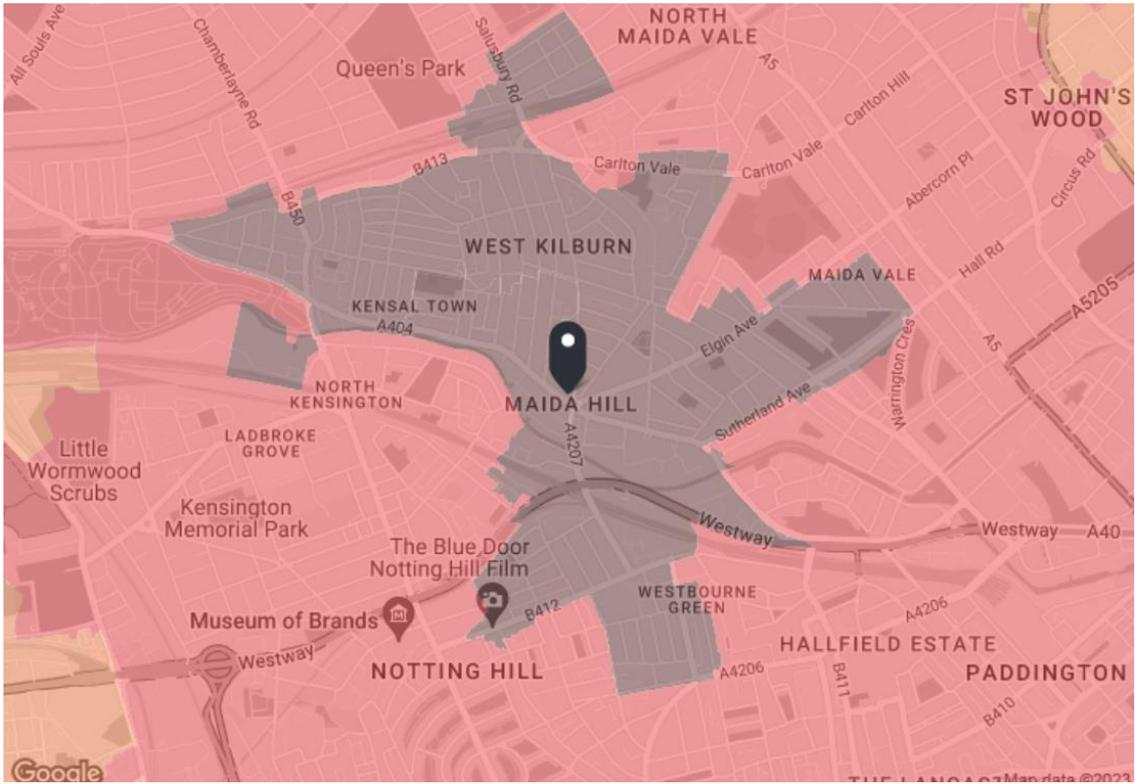 NORTH
MAIDA VALE
All Souls Ave
Chamberlayne Rd
Salusbury Rd
A5
Queen's Park
Carlton Hill
ST JOHN'S
WOOD
B413
Carlton Vale
Carlton Vale
Abercorn Pl
Circus Rd
B450
WEST KILBURN
Hall Rd
MAIDA VALE
A5205
KENSAL TOWN
A404
Elgin Ave
A5
Warrington Cres
NORTH
KENSINGTON
MAIDA HILL
Sutherland Ave
LADBROKE
GROVE
A4207
Little
Wormwood
Scrubs
Kensington
Memorial Park
Westway
Westway
A40
The Blue Door
Notting Hill Film
WESTBOURNE
GREEN
B412
A4206
Museum of Brands
HALLFIELD ESTATE
Westway
NOTTING HILL
A4206
B411
PADDINGTON
B410
Google
Map data ©2023